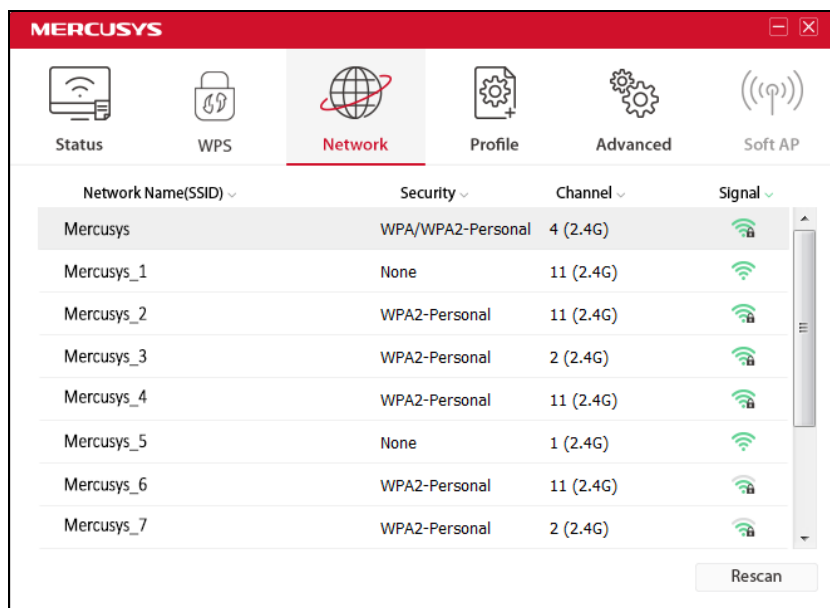 MERCUSYS
Status WPS Network Profile Advanced Soft AP
Network Name(SSID) Security Channel Signal
Mercusys WPA/WPA2-Personal 4 (2.4G)
Mercusys_1 None 11 (2.4G)
Mercusys_2 WPA2-Personal 11 (2.4G)
Mercusys_3 WPA2-Personal 2 (2.4G)
Mercusys_4 WPA2-Personal 11 (2.4G)
Mercusys_5 None 1 (2.4G)
Mercusys_6 WPA2-Personal 11 (2.4G)
Mercusys_7 WPA2-Personal 2 (2.4G)
Rescan